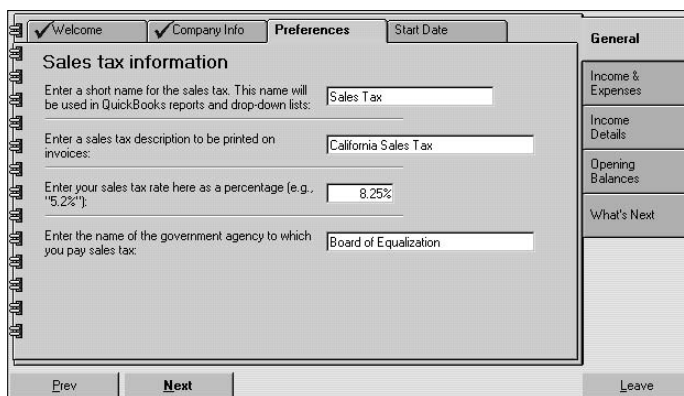 Welcome
Company Info
Preferences
Start Date
General
Sales tax information
Enter a short name for the sales tax. This name will
be used in QuickBooks reports and drop-down lists:
Sales Tax
Income &
Expenses
Enter a sales tax description to be printed on
invoices:
California Sales Tax
Income
Details
Enter your sales tax rate here as a percentage (e.g.,
"5.2%"):
8.25%
Opening
Balances
What's Next
Enter the name of the government agency to which
you pay sales tax:
Board of Equalization
Prev
Next
Leave